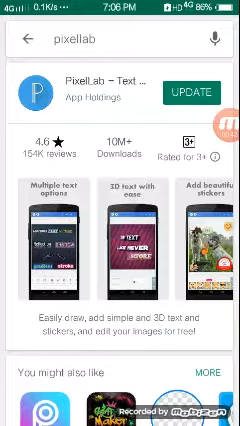 4G 0.1K/s ... 7:06 PM HD 4G 86%
pixellab
PixelLab - Text ...
App Holdings
UPDATE
4.6 ★
154K reviews
10M+
Downloads
3+
Rated for 3+
00:42
Multiple text
options
3D text with
ease
Add beautiful
stickers
Easily draw, add simple and 3D text and
stickers, and edit your images for free!
You might also like
MORE
Recorded by Mobizen